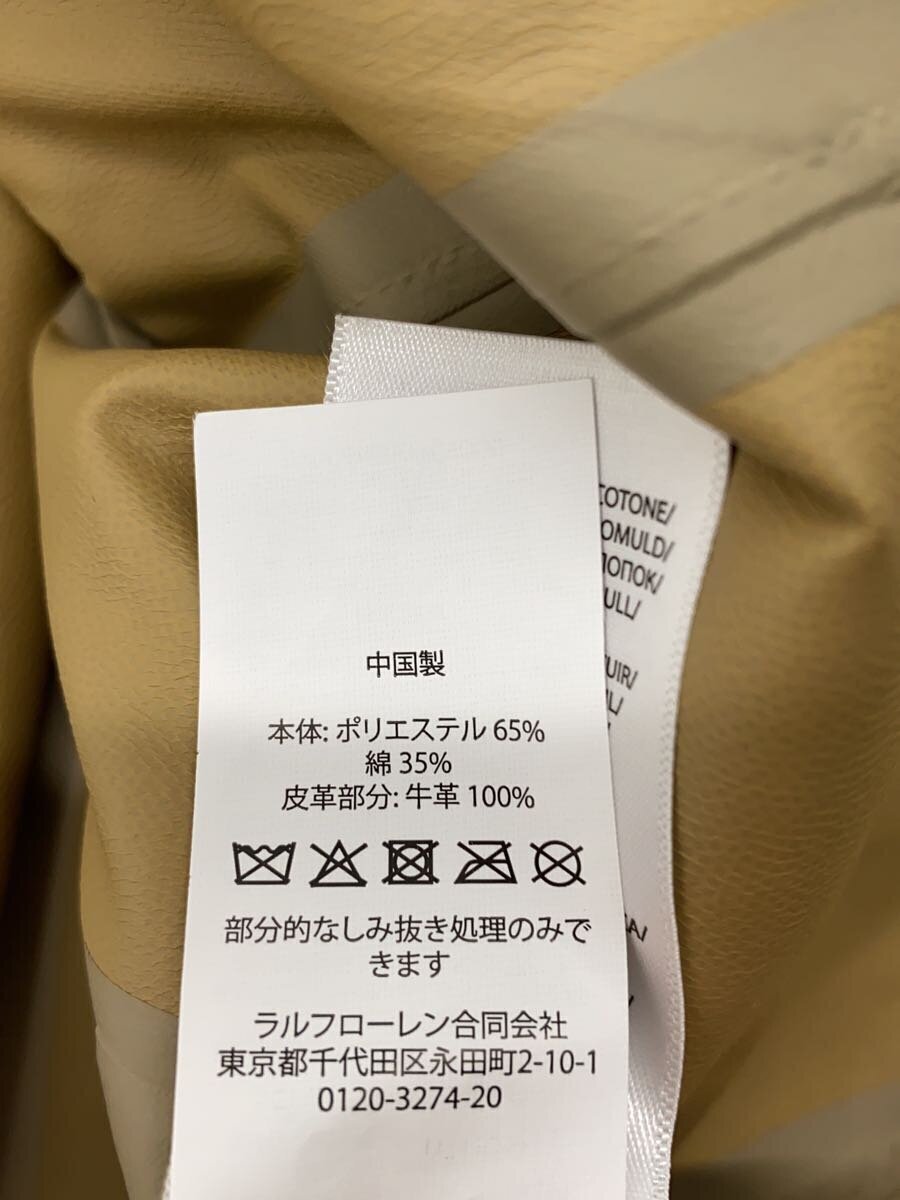 中国製
本体: ポリエステル 65%
綿 35%
皮革部分: 牛革 100%
部分的なしみ抜き処理のみで
きます
ラルフローレン合同会社
東京都千代田区永田町2-10-1
0120-3274-20
COTONE/
OMULD/
ПОПОК/
ULL/
UIR/
L/